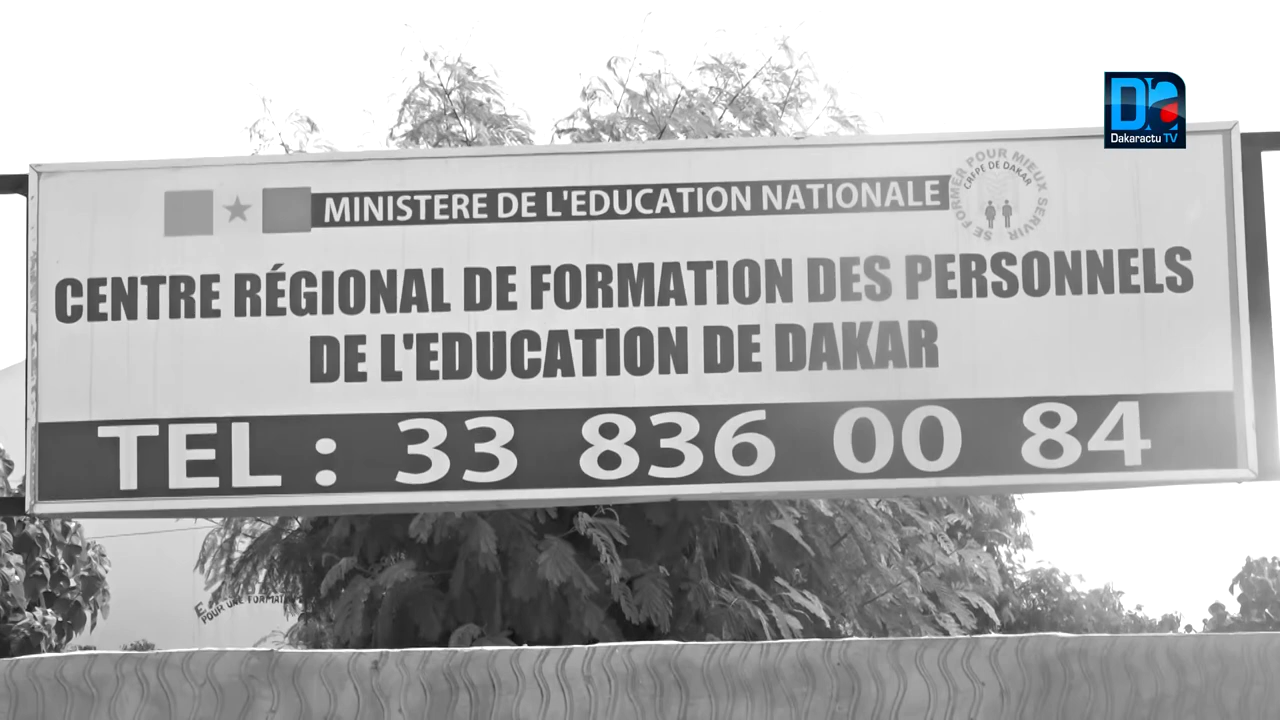 Dakaractu TV
MINISTERE DE L'EDUCATION NATIONALE
SE FORMER POUR MIEUX SERVIR
CRFPE DE DAKAR
CENTRE RÉGIONAL DE FORMATION DES PERSONNELS
DE L'EDUCATION DE DAKAR
TEL : 33 836 00 84
POUR UNE FORMATION